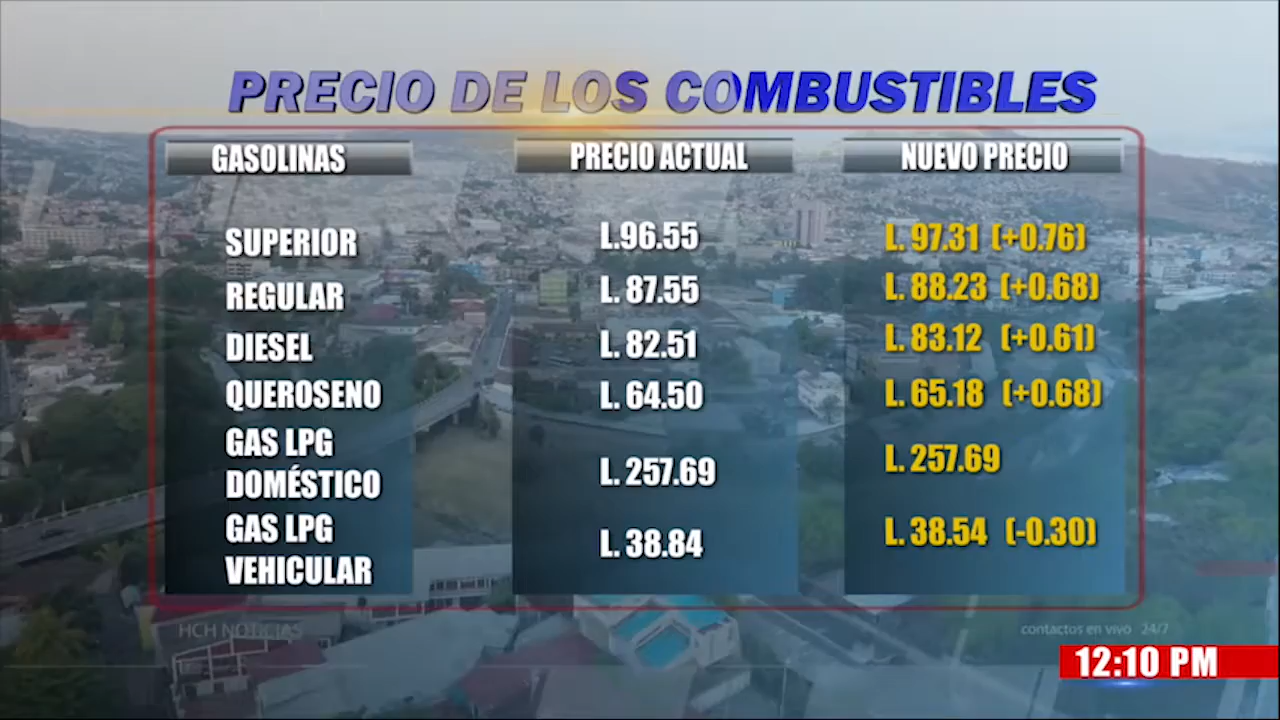 PRECIO DE LOS COMBUSTIBLES
GASOLINAS PRECIO ACTUAL NUEVO PRECIO
SUPERIOR L.96.55 L. 97.31 (+0.76)
REGULAR L. 87.55 L. 88.23 (+0.68)
DIESEL L. 82.51 L. 83.12 (+0.61)
QUEROSENO L. 64.50 L. 65.18 (+0.68)
GAS LPG
DOMÉSTICO L. 257.69 L. 257.69
GAS LPG
VEHICULAR L. 38.84 L. 38.54 (-0.30)
HCH NOTICIAS contactos en vivo 24/7
12:10 PM